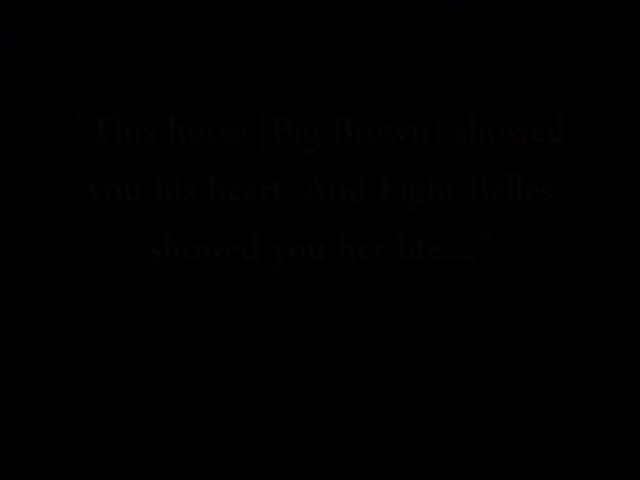 "This horse [Big Brown] showed
you his heart. And Eight Belles
showed you her life...."